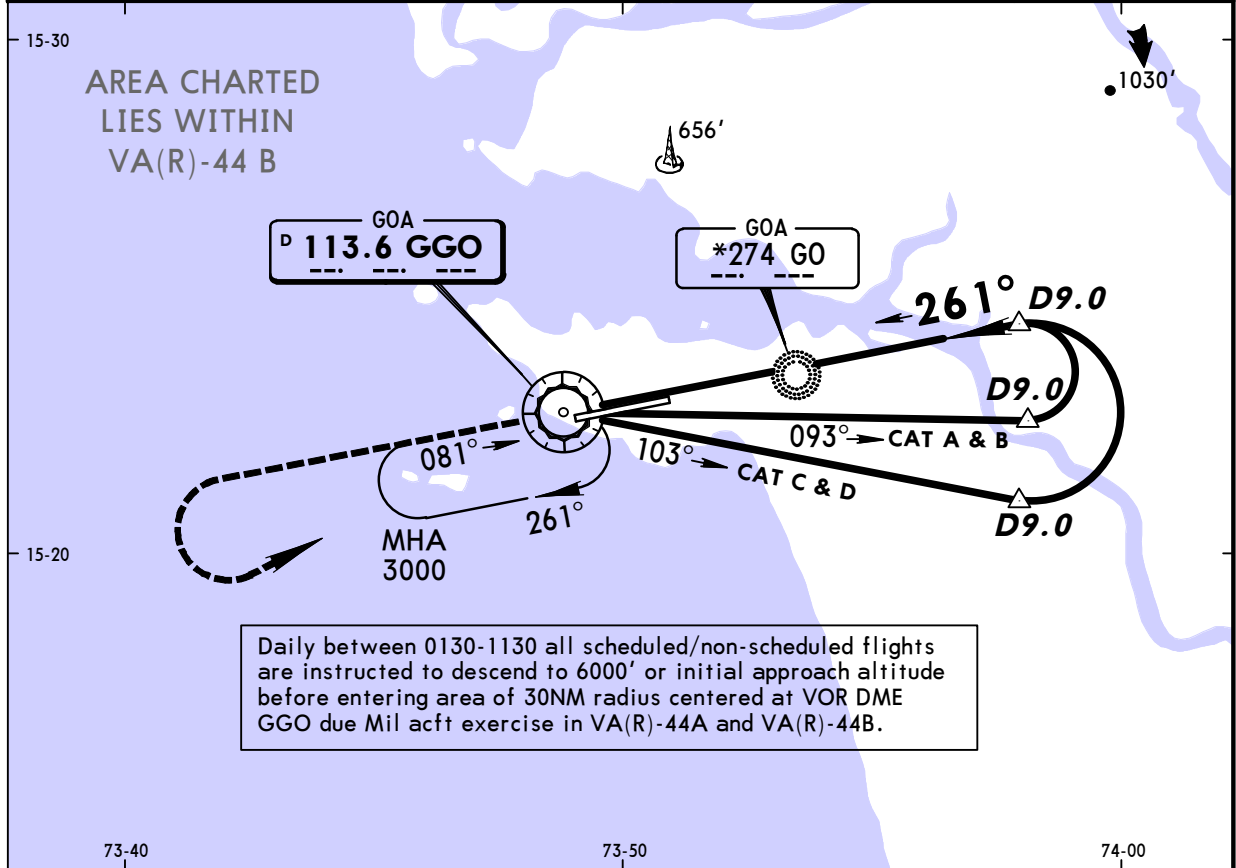 15-30
AREA CHARTED
LIES WITHIN
VA(R)-44 B
1030'
656'
GOA
D 113.6 GGO
GOA
*274 GO
261°
D9.0
D9.0
093° CAT A & B
081°
103° CAT C & D
D9.0
261°
MHA
3000
15-20
Daily between 0130-1130 all scheduled/non-scheduled flights
are instructed to descend to 6000' or initial approach altitude
before entering area of 30NM radius centered at VOR DME
GGO due Mil acft exercise in VA(R)-44A and VA(R)-44B.
73-40
73-50
74-00